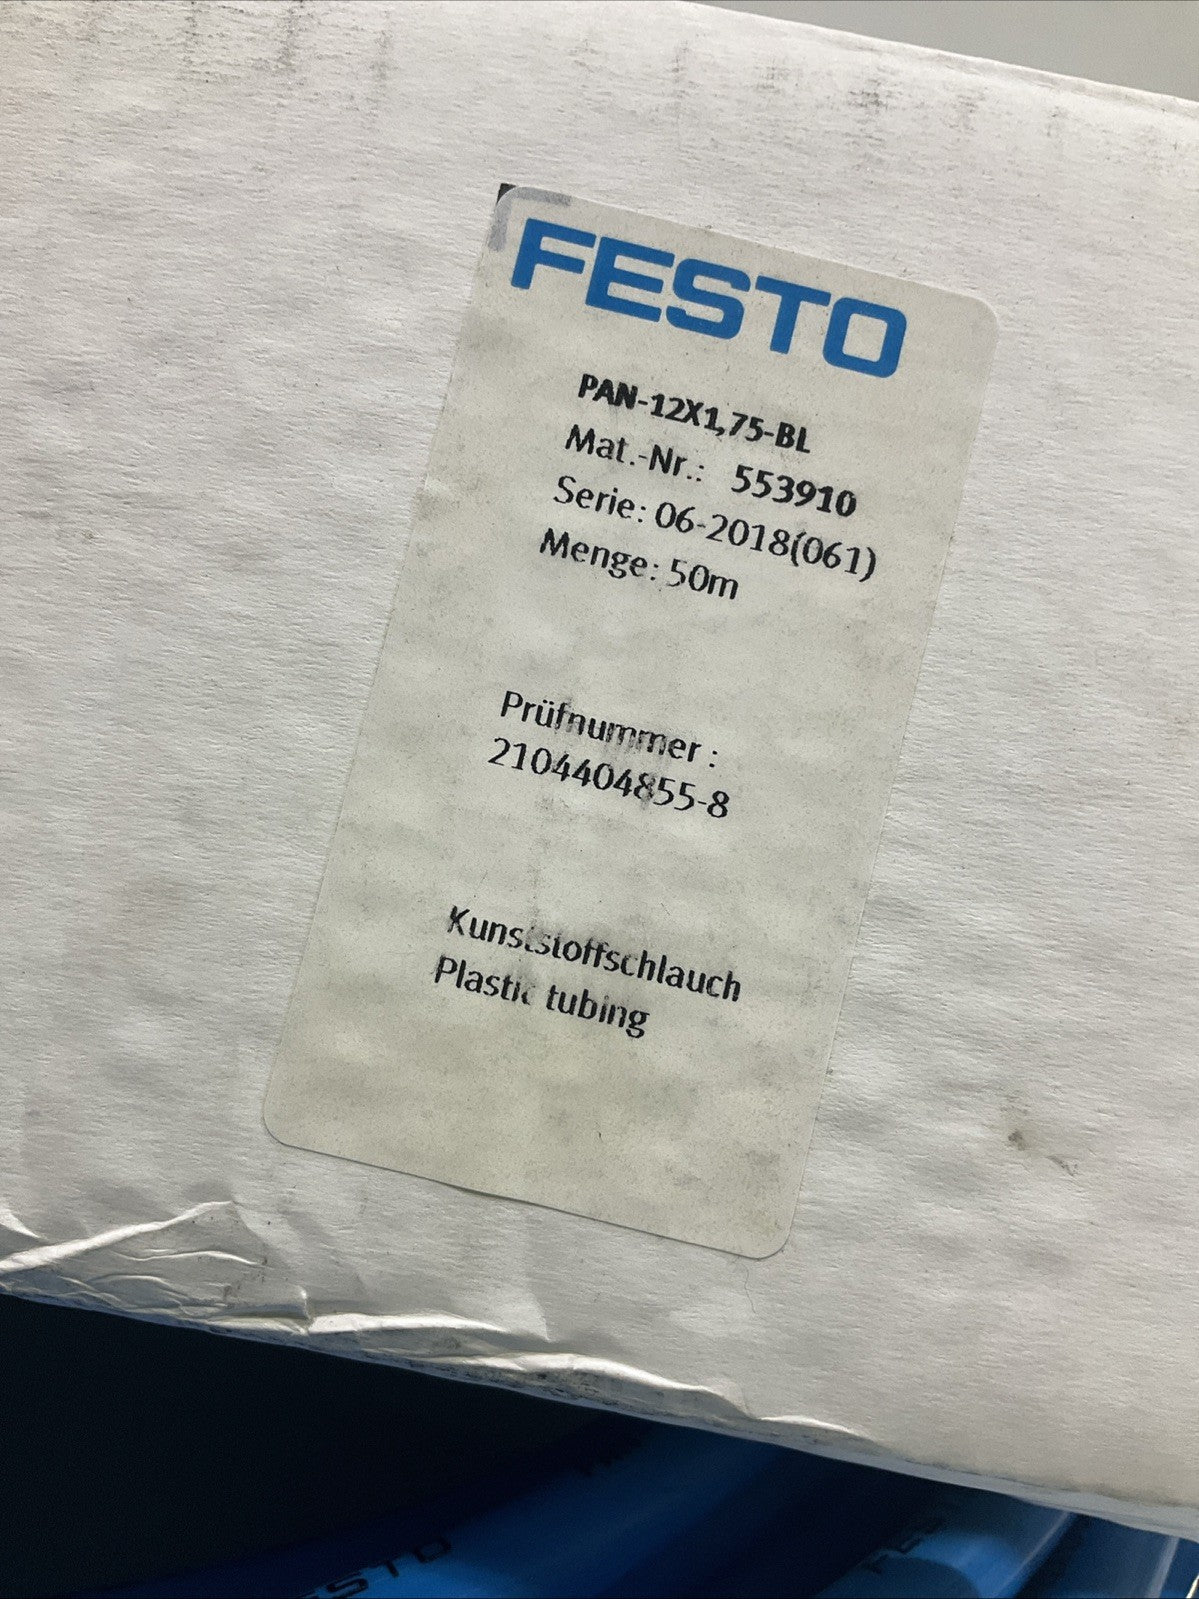 FESTO
PAN-12X1,75-BL
Mat.-Nr.: 553910
Serie: 06-2018(061)
Menge: 50m
Prüfnummer :
2104404855-8
Kunststoffschlauch
Plastic tubing
FESTO